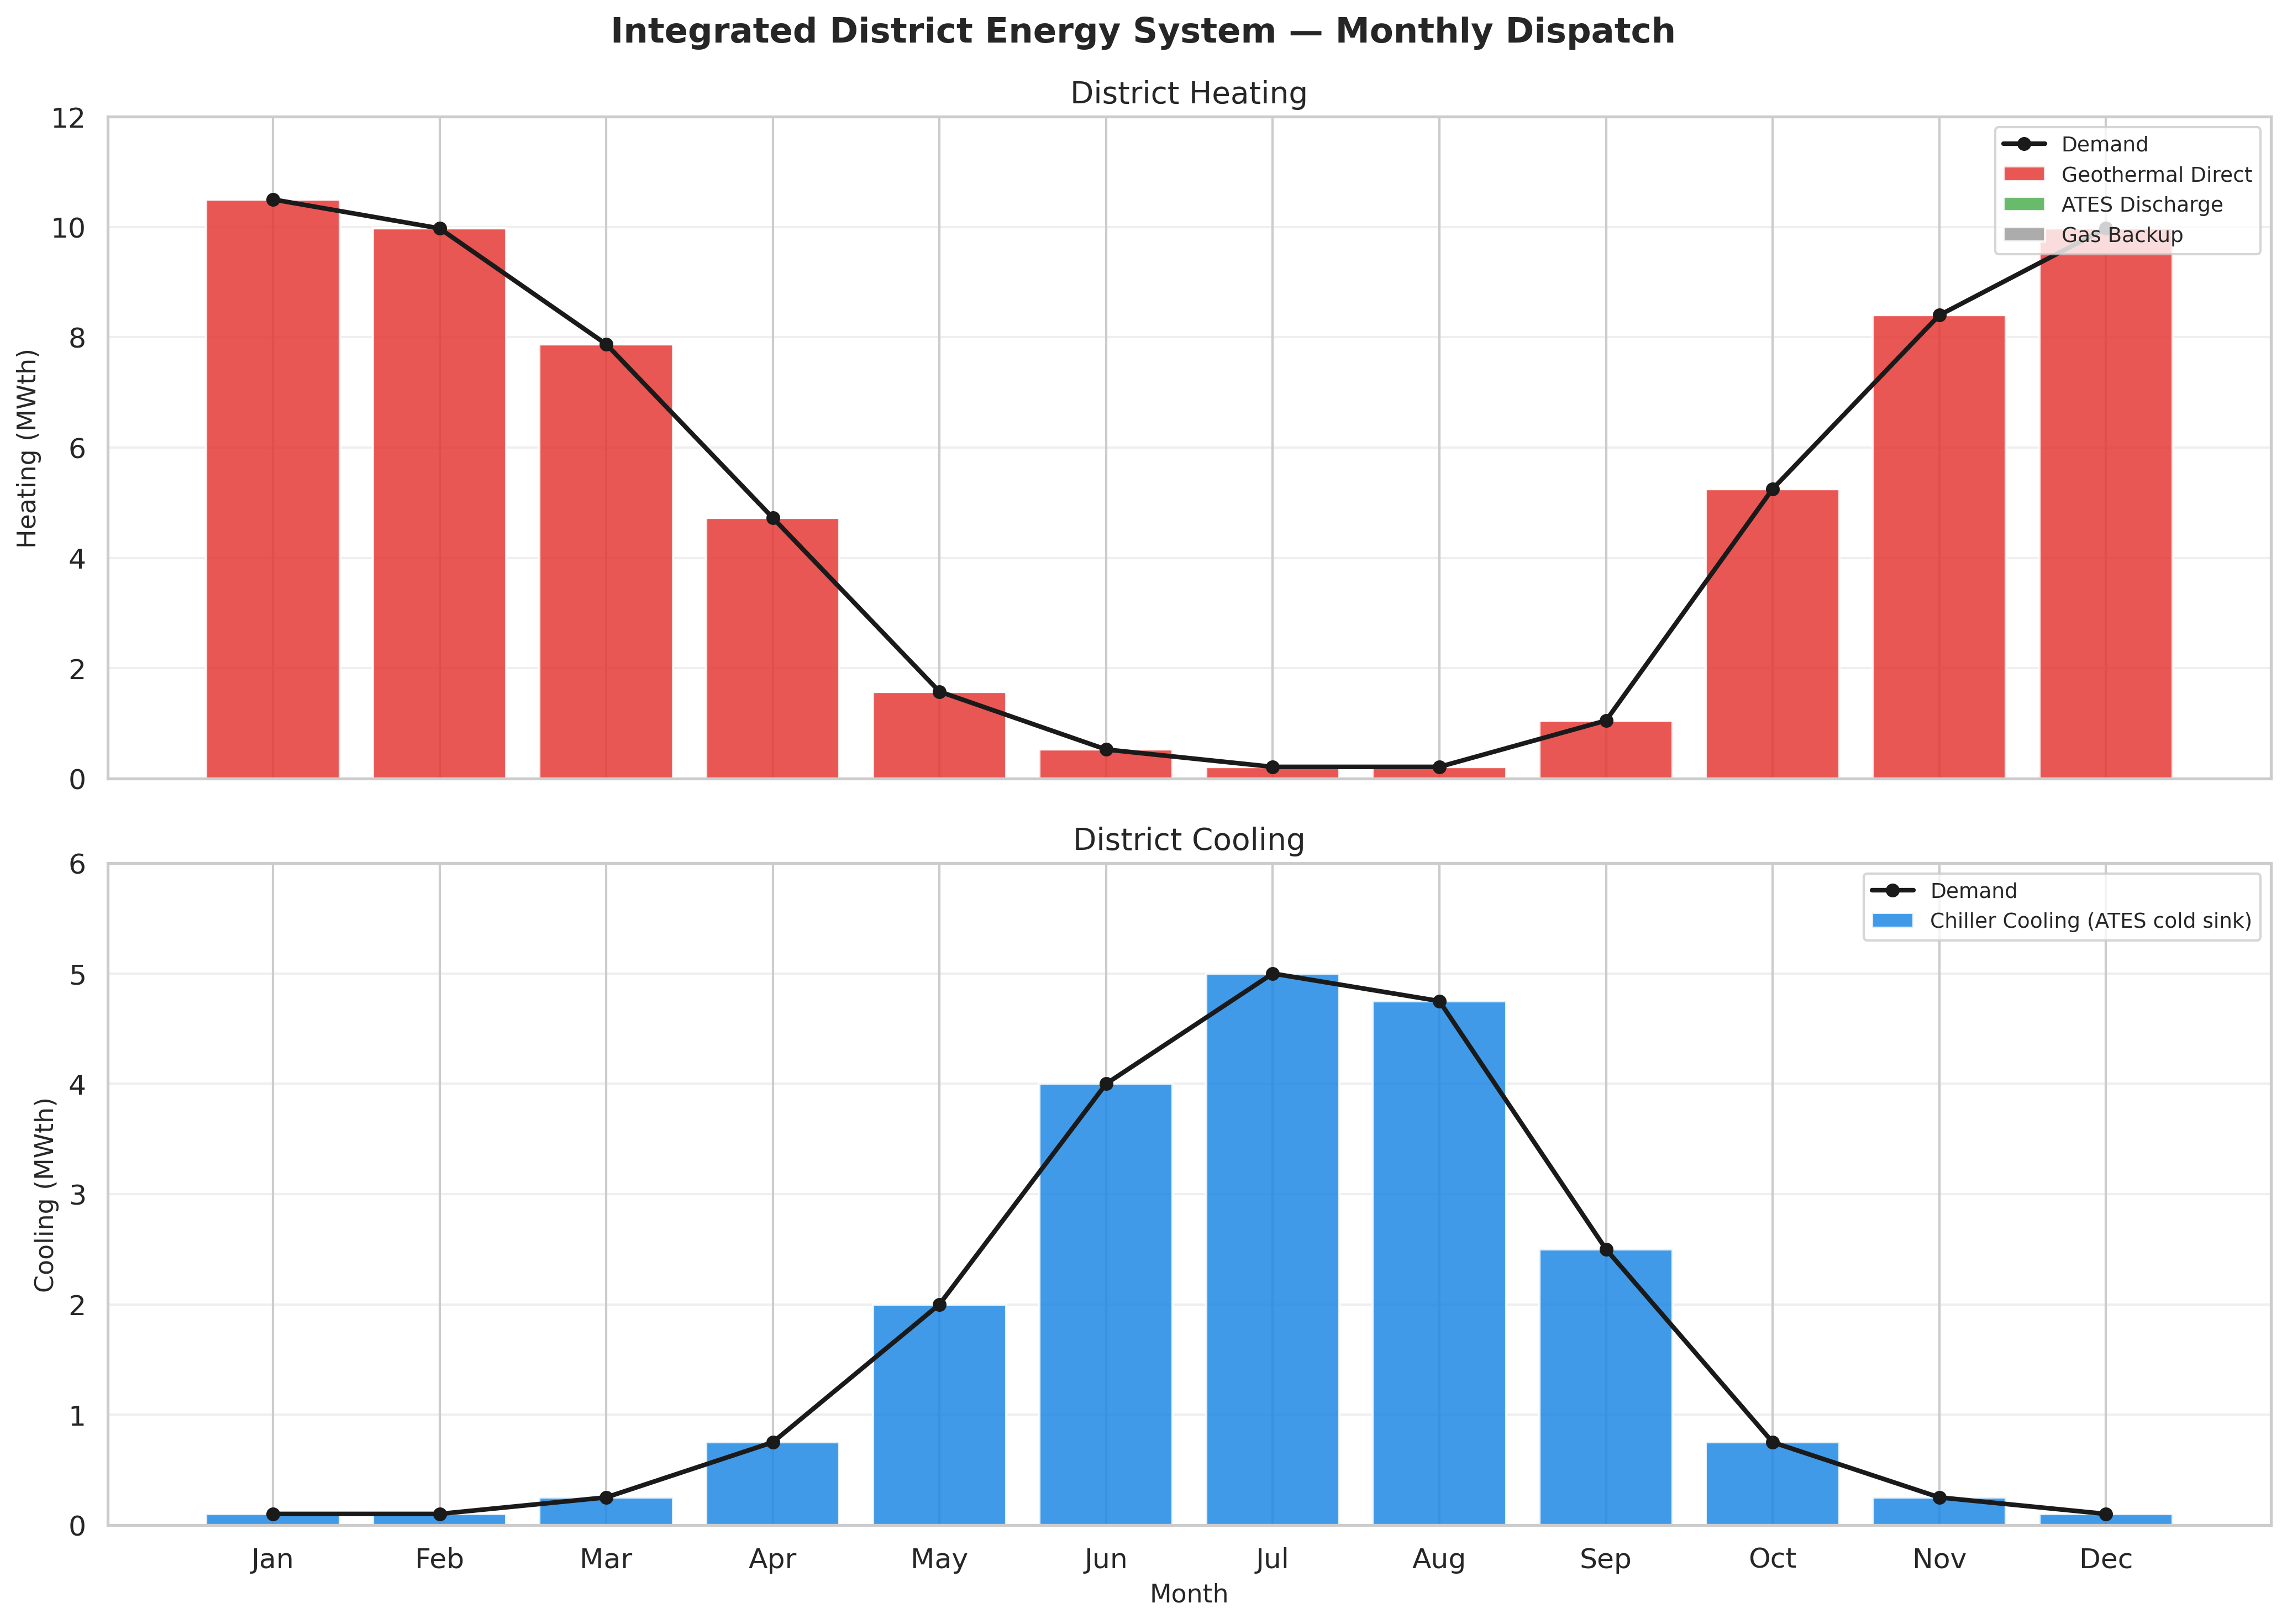 Integrated District Energy System — Monthly Dispatch
District Heating
Heating (MWth)
12
10
8
6
4
2
0
Demand
Geothermal Direct
ATES Discharge
Gas Backup
District Cooling
Cooling (MWth)
6
5
4
3
2
1
0
Demand
Chiller Cooling (ATES cold sink)
Jan Feb Mar Apr May Jun Jul Aug Sep Oct Nov Dec
Month